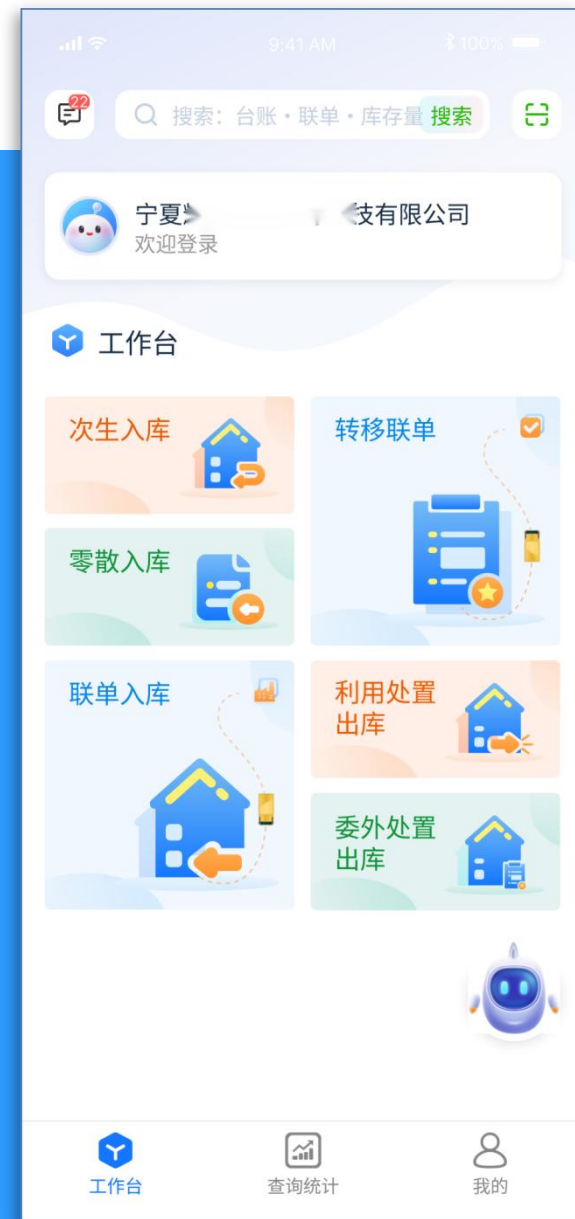 9:41 AM
100%
22
搜索：台账・联单・库存量
搜索
宁夏
技有限公司
欢迎登录
工作台
次生入库
转移联单
零散入库
联单入库
利用处置
出库
委外处置
出库
工作台
查询统计
我的